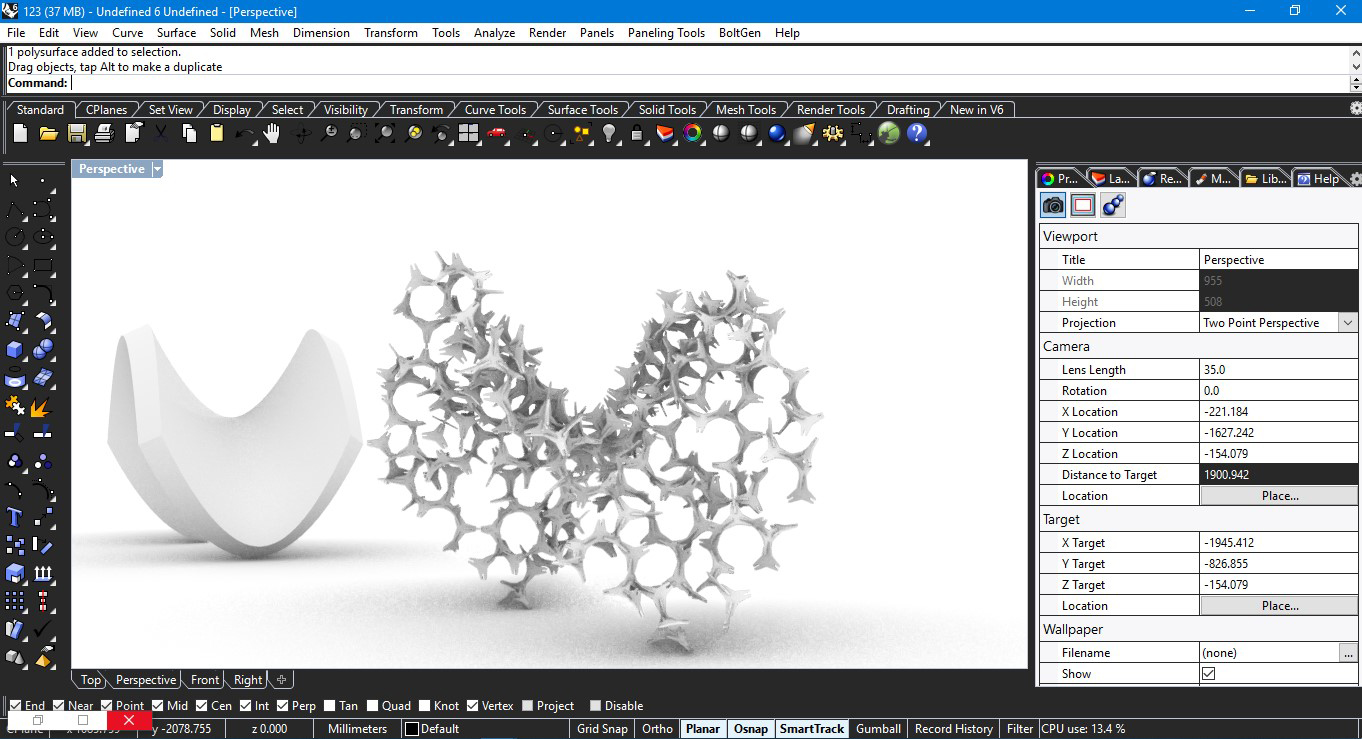 123 (37 MB) - Undefined 6 Undefined - [Perspective]
File Edit View Curve Surface Solid Mesh Dimension Transform Tools Analyze Render Panels Paneling Tools BoltGen Help
1 polysurface added to selection.
Drag objects, tap Alt to make a duplicate
Command:
Standard CPlanes Set View Display Select Visibility Transform Curve Tools Surface Tools Solid Tools Mesh Tools Render Tools Drafting New in V6
Perspective
Pr... La... Re... M... Lib... Help
Viewport
Title Perspective
Width 955
Height 508
Projection Two Point Perspective
Camera
Lens Length 35.0
Rotation 0.0
X Location -221.184
Y Location -1627.242
Z Location -154.079
Distance to Target 1900.942
Location Place...
Target
X Target -1945.412
Y Target -826.855
Z Target -154.079
Location Place...
Wallpaper
Filename (none) ...
Show
Top Perspective Front Right
End Near Point Mid Cen Int Perp Tan Quad Knot Vertex Project Disable
y -2078.755 z 0.000 Millimeters Default Grid Snap Ortho Planar Osnap SmartTrack Gumball Record History Filter CPU use: 13.4 %